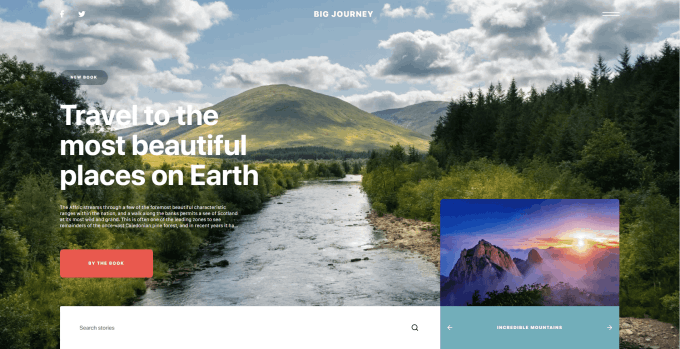 BIG JOURNEY
NEW BOOK
Travel to the
most beautiful
places on Earth
The Affric streams through a few of the foremost beautiful characteristic
ranges within the nation, and a walk along the banks permits a see of Scotland
at its most wild and grand. This is often one of the leading zones to see
remainders of the once-vast Caledonian pine forest, and in recent years it ha...
BY THE BOOK
Search stories
INCREDIBLE MOUNTAINS